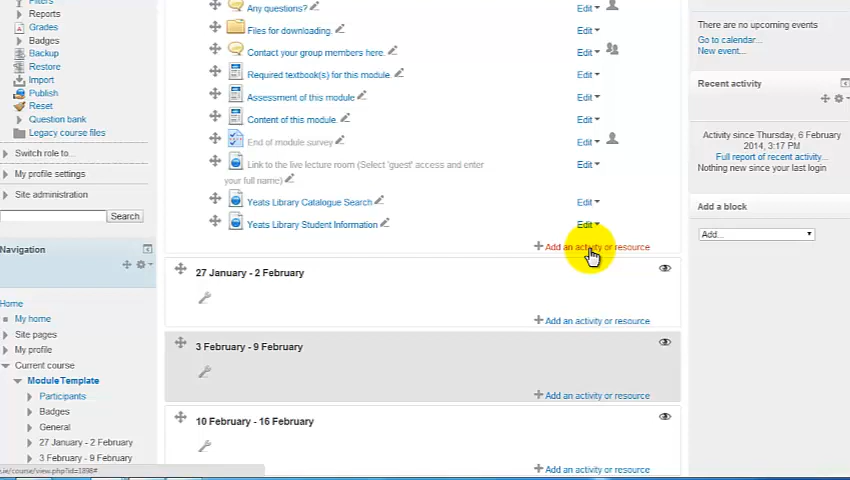 Filters
Reports
Grades
Badges
Backup
Restore
Import
Publish
Reset
Question bank
Legacy course files
Switch role to...
My profile settings
Site administration
Search
Navigation
Home
My home
Site pages
My profile
Current course
Module Template
Participants
Badges
General
27 January - 2 February
3 February - 9 February
.ie/course/view.php?id=1898#
Any questions? Edit
Files for downloading. Edit
Contact your group members here. Edit
Required textbook(s) for this module. Edit
Assessment of this module Edit
Content of this module. Edit
End of module survey Edit
Link to the live lecture room (Select 'guest' access and enter Edit
your full name)
Yeats Library Catalogue Search Edit
Yeats Library Student Information Edit
Add an activity or resource
27 January - 2 February
Add an activity or resource
3 February - 9 February
Add an activity or resource
10 February - 16 February
Add an activity or resource
There are no upcoming events
Go to calendar...
New event...
Recent activity
Activity since Thursday, 6 February
2014, 3:17 PM
Full report of recent activity...
Nothing new since your last login
Add a block
Add...